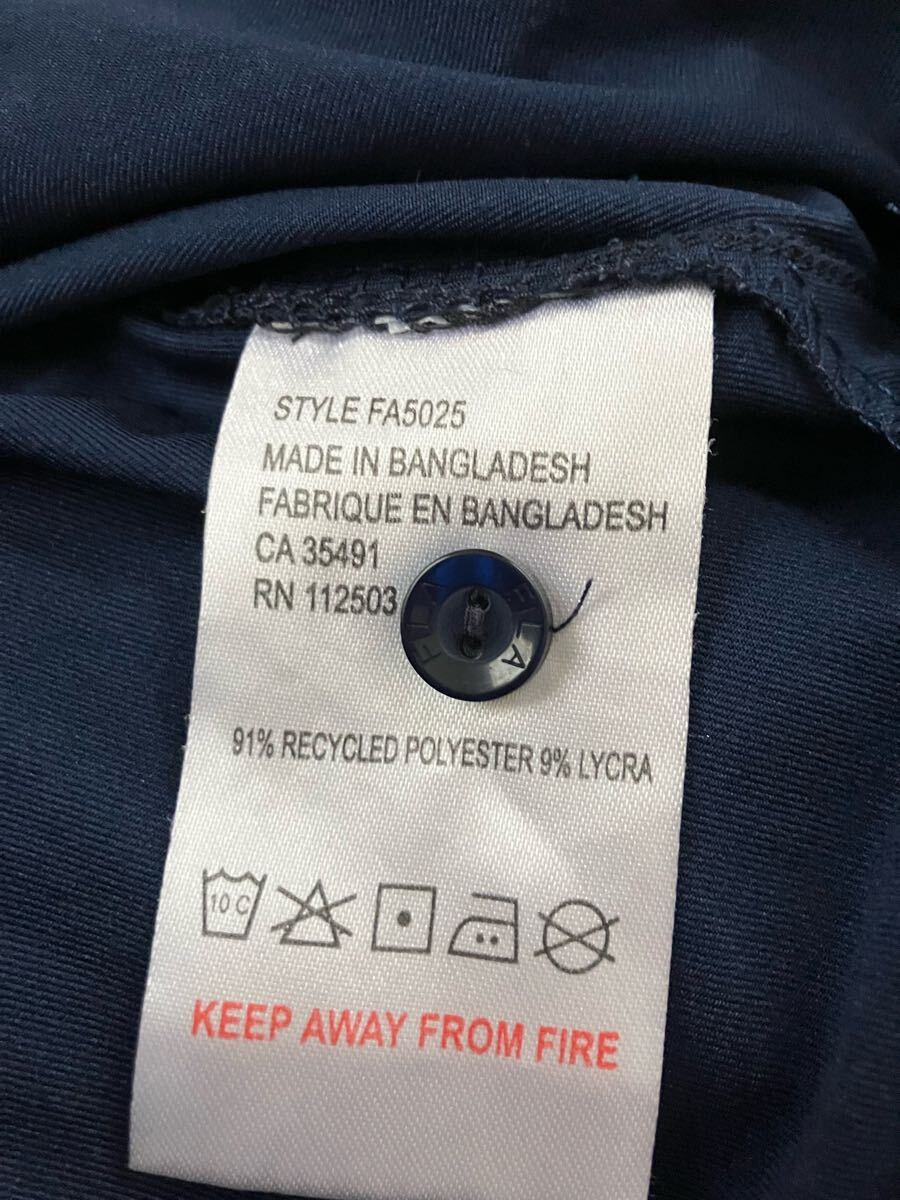 STYLE FA5025
MADE IN BANGLADESH
FABRIQUE EN BANGLADESH
CA 35491
RN 112503
91% RECYCLED POLYESTER 9% LYCRA
10 C
KEEP AWAY FROM FIRE